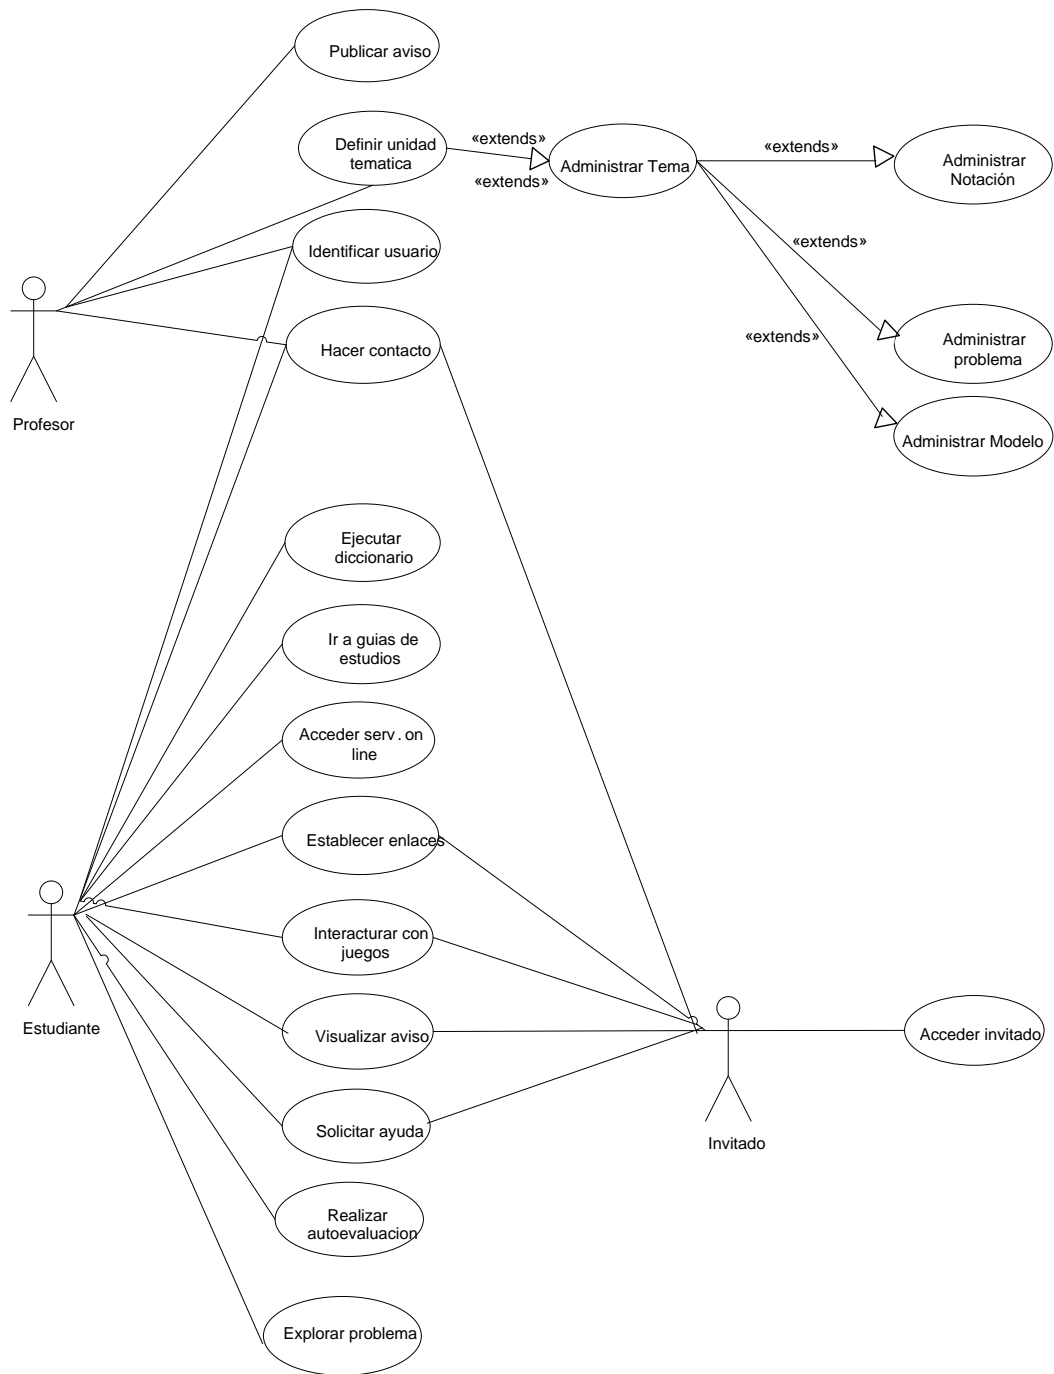 Publicar aviso
Definir unidad
tematica
«extends»
«extends»
Administrar Tema
«extends»
Administrar
Notación
Identificar usuario
«extends»
Hacer contacto
«extends»
Administrar
problema
Profesor
Administrar Modelo
Ejecutar
diccionario
Ir a guias de
estudios
Acceder serv. on
line
Establecer enlaces
Interacturar con
juegos
Estudiante
Visualizar aviso
Acceder invitado
Solicitar ayuda
Invitado
Realizar
autoevaluacion
Explorar problema